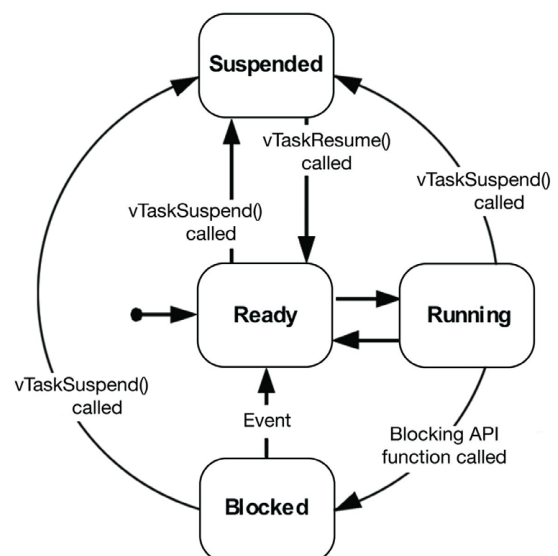 Suspended
vTaskResume()
called
vTaskSuspend()
called
vTaskSuspend()
called
Ready
Running
vTaskSuspend()
called
Event
Blocking API
function called
Blocked